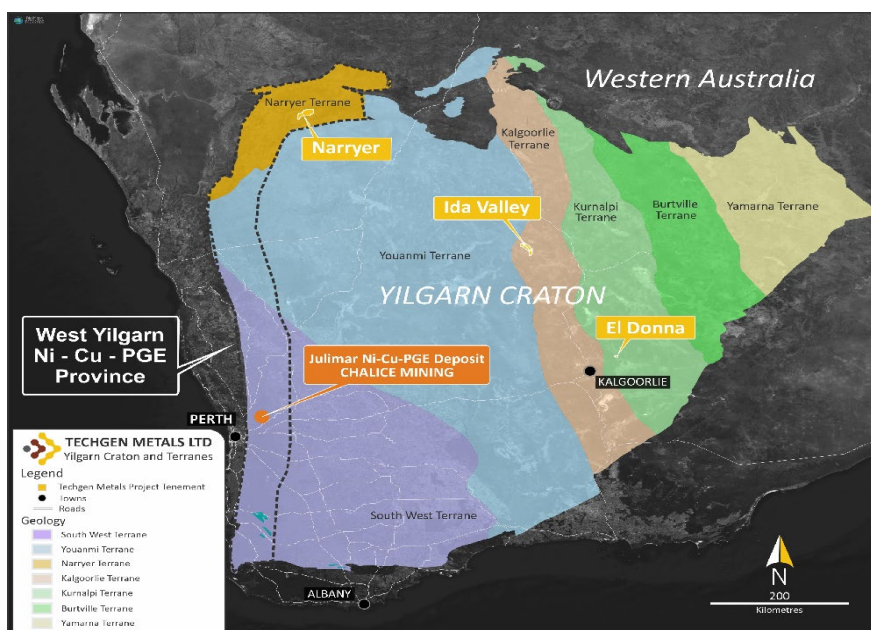 Western Australia
Narryer Terrane
Narryer
Kalgoorlie
Terrane
Ida Valley
Kurnalpi
Terrane
Burtville
Terrane
Yamarna Terrane
Youanmi Terrane
YILGARN CRATON
El Donna
West Yilgarn
Ni - Cu - PGE
Province
Julimar Ni-Cu-PGE Deposit
CHALICE MINING
KALGOORLIE
PERTH
South West Terrane
ALBANY
TECHGEN METALS LTD
Yilgarn Craton and Terranes
Legend
Techgen Metals Project Tenement
Towns
Roads
Geology
South West Terrane
Youanmi Terrane
Narryer Terrane
Kalgoorlie Terrane
Kurnalpi Terrane
Burtville Terrane
Yamarna Terrane
N
200
Kilometres